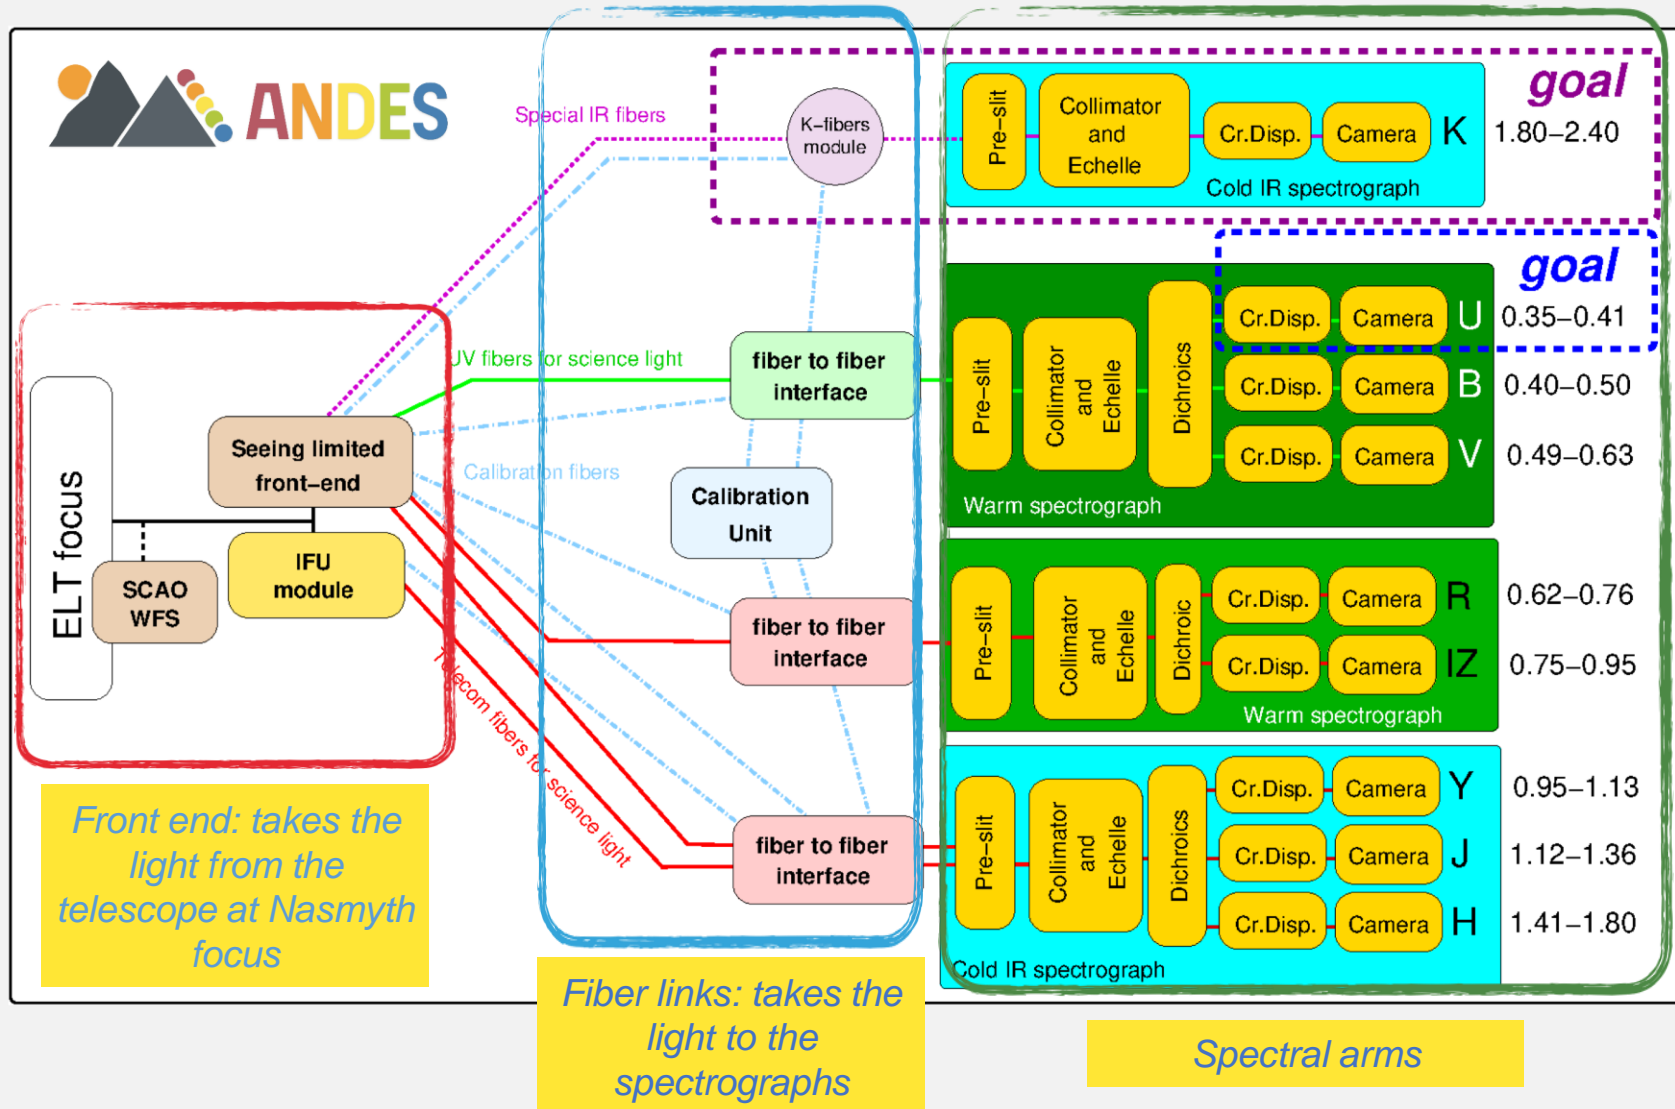 ANDES
Special IR fibers
K–fibers
module
Pre–slit
Collimator
and
Echelle
Cr.Disp.
Camera
K
Cold IR spectrograph
goal
1.80–2.40
goal
UV fibers for science light
fiber to fiber
interface
Pre–slit
Collimator
and
Echelle
Dichroics
Cr.Disp.
Camera
U
0.35–0.41
Cr.Disp.
Camera
B
0.40–0.50
Cr.Disp.
Camera
V
0.49–0.63
Warm spectrograph
ELT focus
Seeing limited
front–end
SCAO
WFS
IFU
module
Calibration fibers
Calibration
Unit
fiber to fiber
interface
Pre–slit
Collimator
and
Echelle
Dichroic
Cr.Disp.
Camera
R
0.62–0.76
Cr.Disp.
Camera
IZ
0.75–0.95
Warm spectrograph
Telecom fibers for science light
fiber to fiber
interface
Pre–slit
Collimator
and
Echelle
Dichroics
Cr.Disp.
Camera
Y
0.95–1.13
Cr.Disp.
Camera
J
1.12–1.36
Cr.Disp.
Camera
H
1.41–1.80
Cold IR spectrograph
Front end: takes the
light from the
telescope at Nasmyth
focus
Fiber links: takes the
light to the
spectrographs
Spectral arms